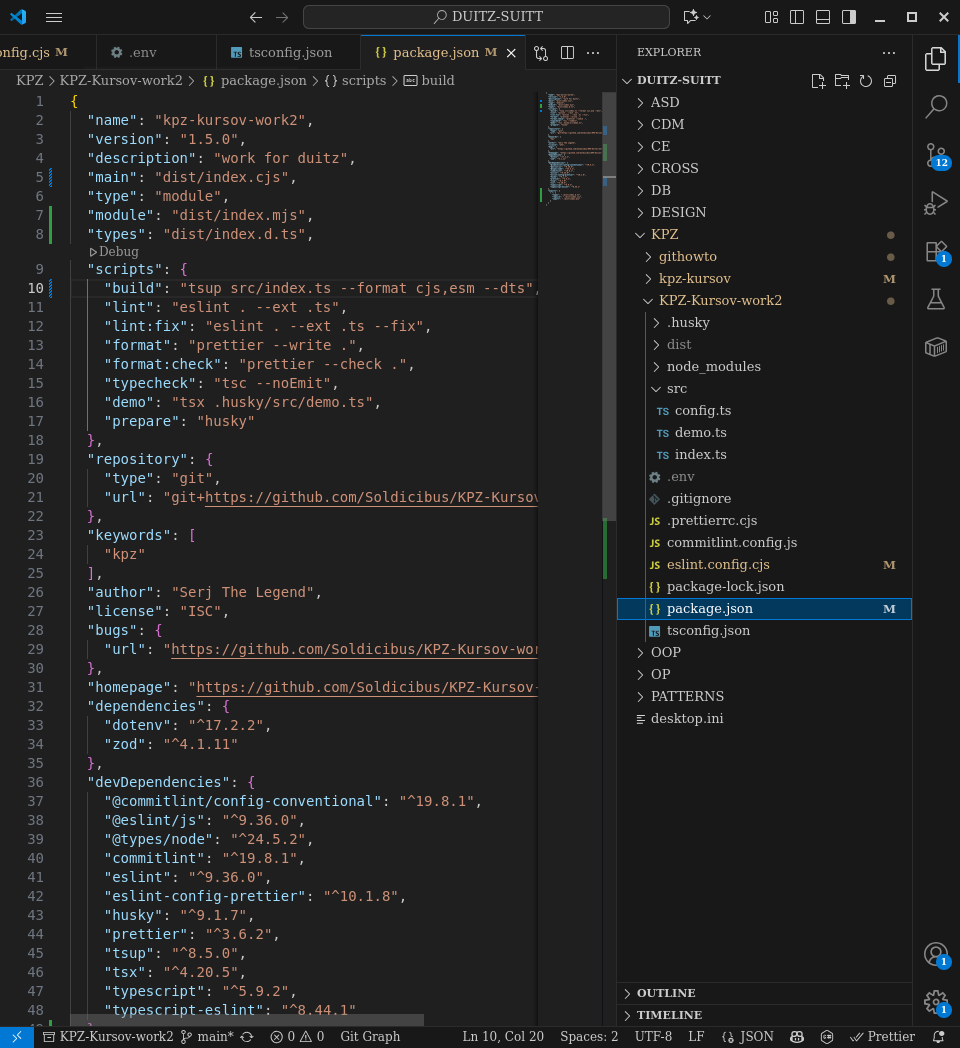 DUITZ-SUITT
nfig.cjs M
.env
TS tsconfig.json
{} package.json M
KPZ > KPZ-Kursov-work2 > {} package.json > {} scripts > abc build
1 {
2 "name": "kpz-kursov-work2",
3 "version": "1.5.0",
4 "description": "work for duitz",
5 "main": "dist/index.cjs",
6 "type": "module",
7 "module": "dist/index.mjs",
8 "types": "dist/index.d.ts",
Debug
9 "scripts": {
10 "build": "tsup src/index.ts --format cjs,esm --dts",
11 "lint": "eslint . --ext .ts",
12 "lint:fix": "eslint . --ext .ts --fix",
13 "format": "prettier --write .",
14 "format:check": "prettier --check .",
15 "typecheck": "tsc --noEmit",
16 "demo": "tsx .husky/src/demo.ts",
17 "prepare": "husky"
18 },
19 "repository": {
20 "type": "git",
21 "url": "git+https://github.com/Soldicibus/KPZ-Kursov
22 },
23 "keywords": [
24 "kpz"
25 ],
26 "author": "Serj The Legend",
27 "license": "ISC",
28 "bugs": {
29 "url": "https://github.com/Soldicibus/KPZ-Kursov-wor
30 },
31 "homepage": "https://github.com/Soldicibus/KPZ-Kursov-
32 "dependencies": {
33 "dotenv": "^17.2.2",
34 "zod": "^4.1.11"
35 },
36 "devDependencies": {
37 "@commitlint/config-conventional": "^19.8.1",
38 "@eslint/js": "^9.36.0",
39 "@types/node": "^24.5.2",
40 "commitlint": "^19.8.1",
41 "eslint": "^9.36.0",
42 "eslint-config-prettier": "^10.1.8",
43 "husky": "^9.1.7",
44 "prettier": "^3.6.2",
45 "tsup": "^8.5.0",
46 "tsx": "^4.20.5",
47 "typescript": "^5.9.2",
48 "typescript-eslint": "^8.44.1"
EXPLORER
DUITZ-SUITT
ASD
CDM
CE
CROSS
DB
DESIGN
KPZ
githowto
kpz-kursov M
KPZ-Kursov-work2
.husky
dist
node_modules
src
TS config.ts
TS demo.ts
TS index.ts
.env
.gitignore
.prettierrc.cjs
JS commitlint.config.js
JS eslint.config.cjs M
{} package-lock.json
{} package.json M
TS tsconfig.json
OOP
OP
PATTERNS
desktop.ini
OUTLINE
TIMELINE
12
1
1
1
KPZ-Kursov-work2 main* 0 0 Git Graph Ln 10, Col 20 Spaces: 2 UTF-8 LF {} JSON Prettier